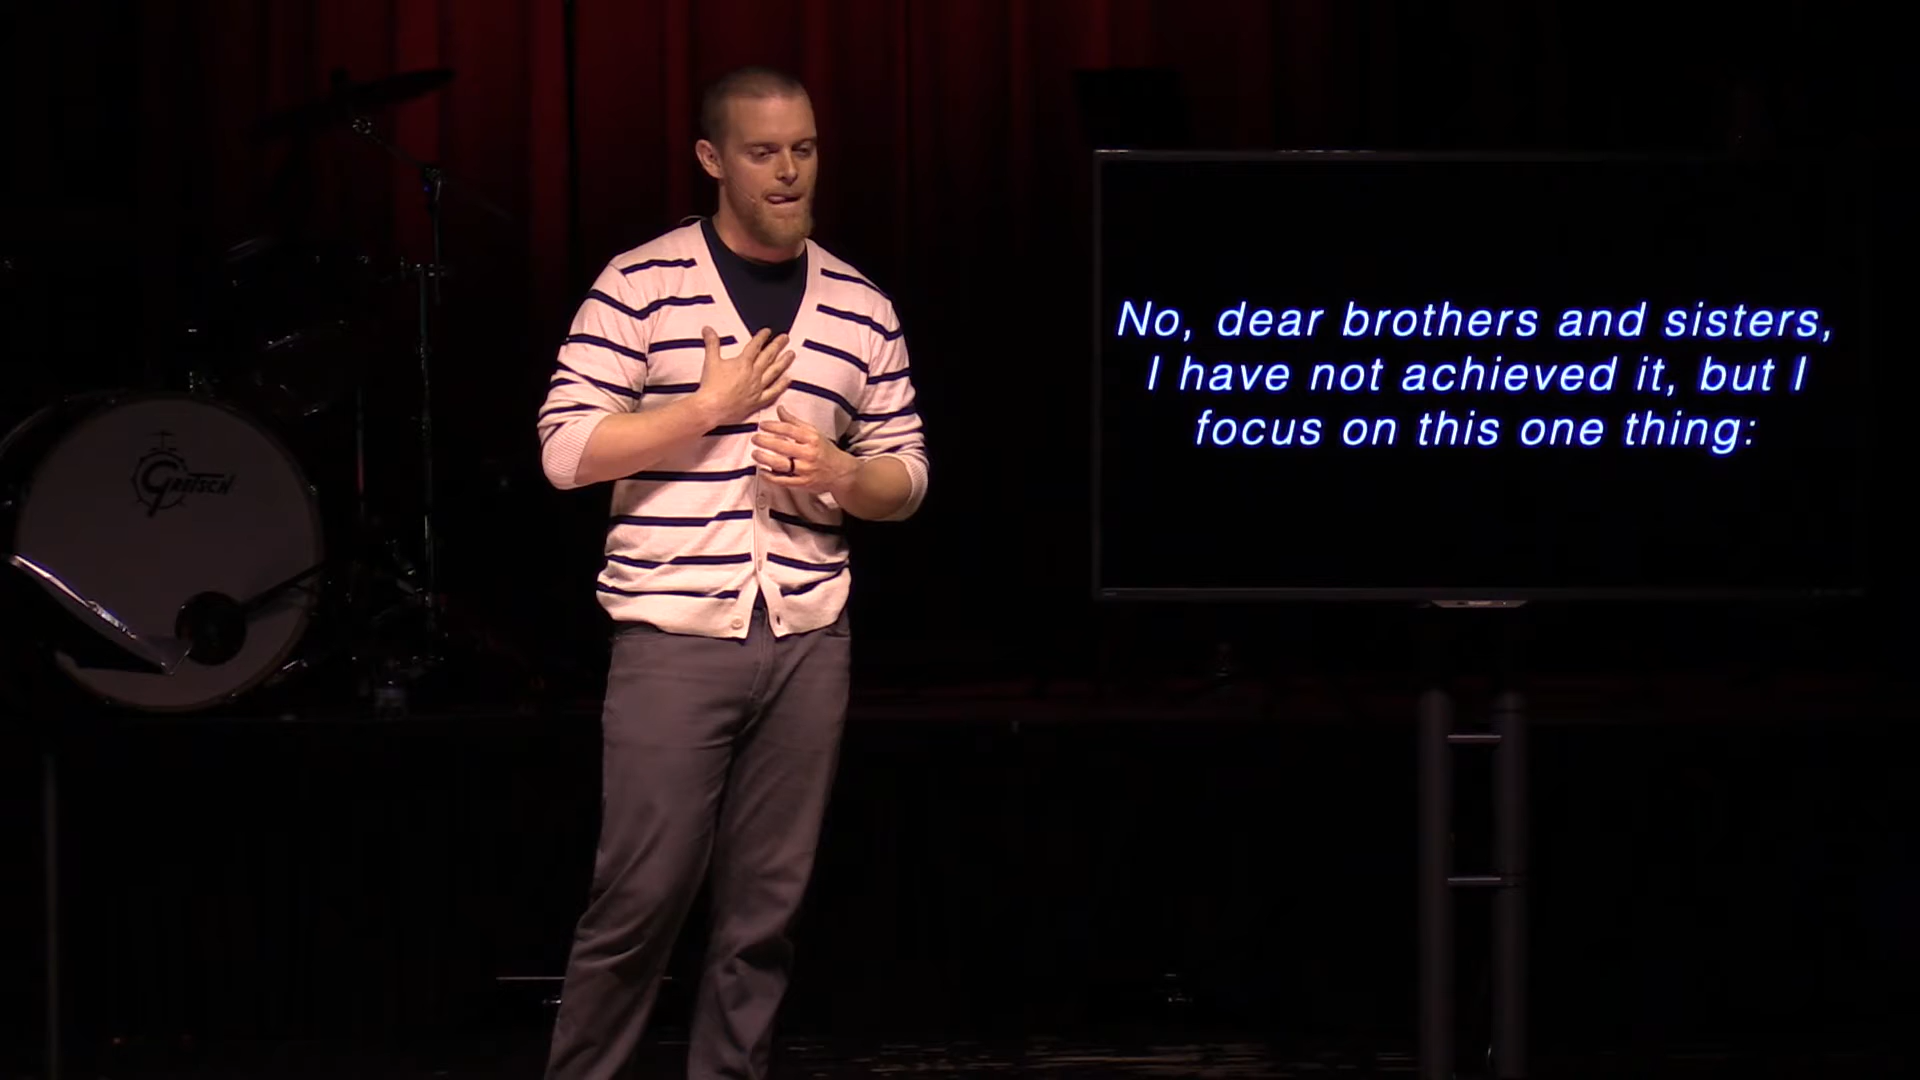 GRETSCH
No, dear brothers and sisters,
I have not achieved it, but I
focus on this one thing: